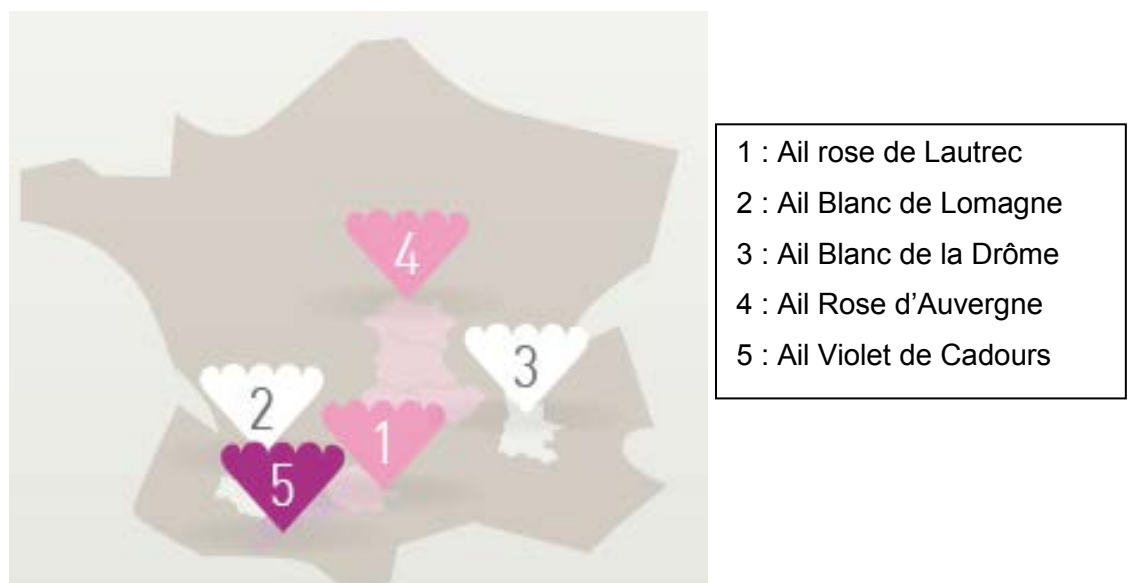 4
3
2
1
5
1 : Ail rose de Lautrec
2 : Ail Blanc de Lomagne
3 : Ail Blanc de la Drôme
4 : Ail Rose d’Auvergne
5 : Ail Violet de Cadours